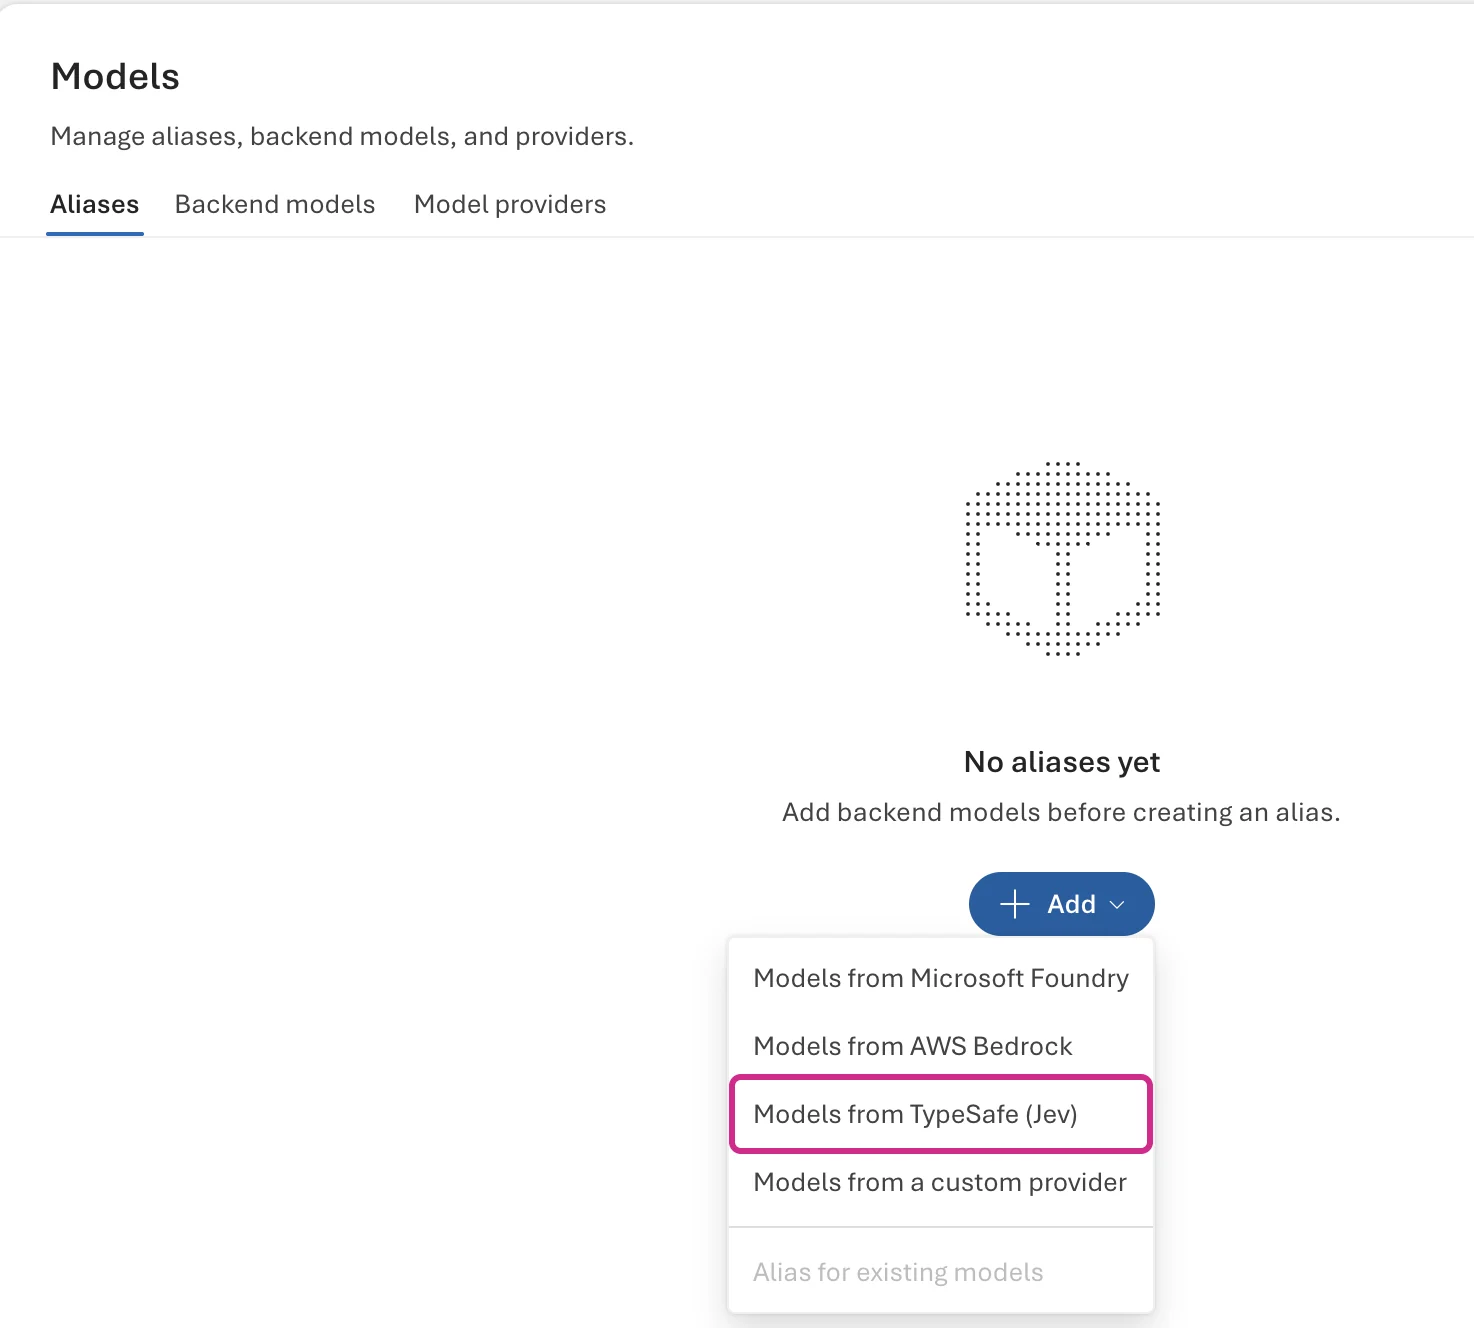 Models
Manage aliases, backend models, and providers.
Aliases Backend models Model providers
No aliases yet
Add backend models before creating an alias.
Add
Models from Microsoft Foundry
Models from AWS Bedrock
Models from TypeSafe (Jev)
Models from a custom provider
Alias for existing models